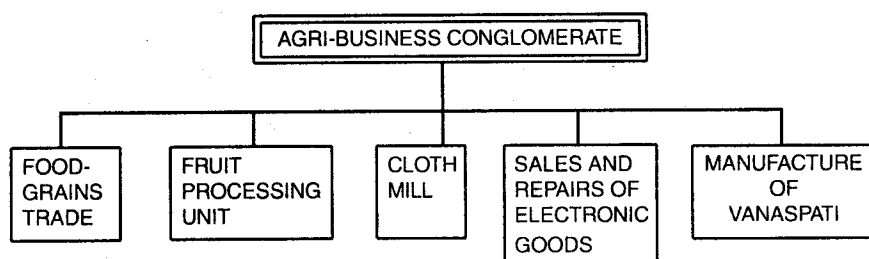 AGRI-BUSINESS CONGLOMERATE
FOOD-
GRAINS
TRADE
FRUIT
PROCESSING
UNIT
CLOTH
MILL
SALES AND
REPAIRS OF
ELECTRONIC
GOODS
MANUFACTURE
OF
VANASPATI